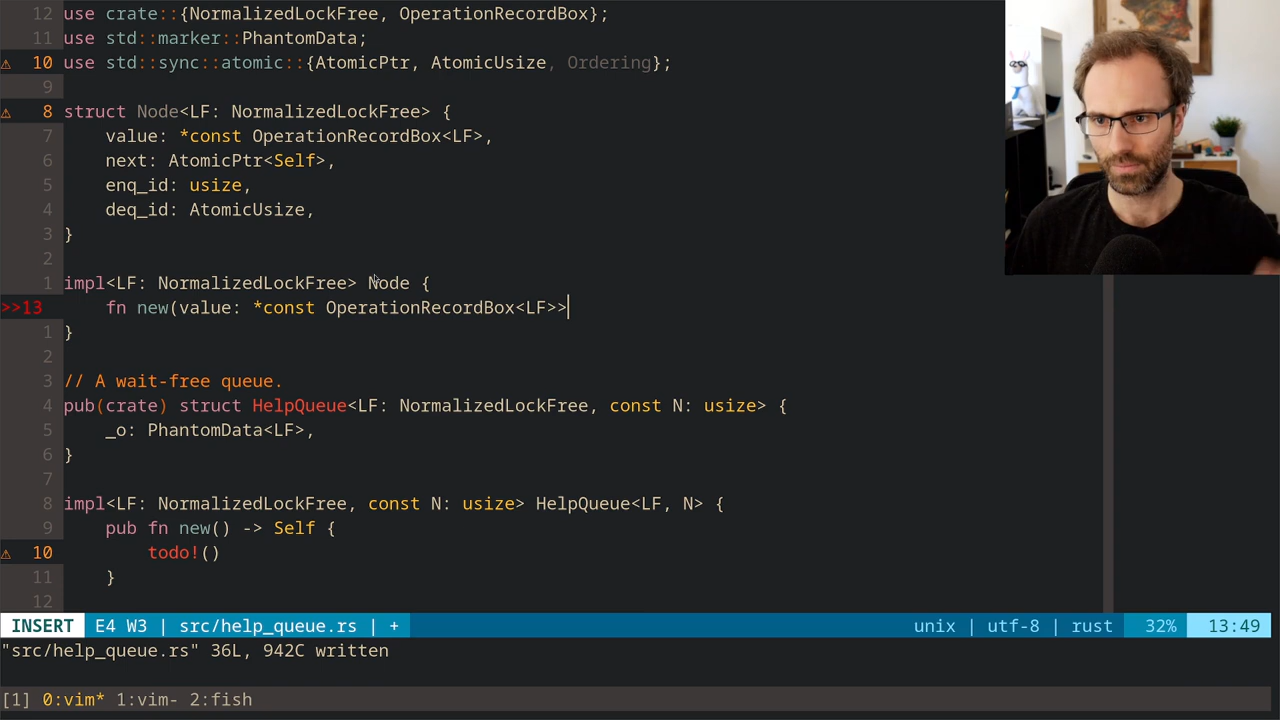 12 use crate::{NormalizedLockFree, OperationRecordBox};
11 use std::marker::PhantomData;
⚠ 10 use std::sync::atomic::{AtomicPtr, AtomicUsize, Ordering};
9
⚠ 8 struct Node<LF: NormalizedLockFree> {
7     value: *const OperationRecordBox<LF>,
6     next: AtomicPtr<Self>,
5     enq_id: usize,
4     deq_id: AtomicUsize,
3 }
2
1 impl<LF: NormalizedLockFree> Node {
>>13     fn new(value: *const OperationRecordBox<LF>>
1 }
2
3 // A wait-free queue.
4 pub(crate) struct HelpQueue<LF: NormalizedLockFree, const N: usize> {
5     _o: PhantomData<LF>,
6 }
7
8 impl<LF: NormalizedLockFree, const N: usize> HelpQueue<LF, N> {
9     pub fn new() -> Self {
⚠ 10         todo!()
11     }
12
INSERT E4 W3 | src/help_queue.rs | + unix | utf-8 | rust 32% 13:49
"src/help_queue.rs" 36L, 942C written
[1] 0:vim* 1:vim- 2:fish